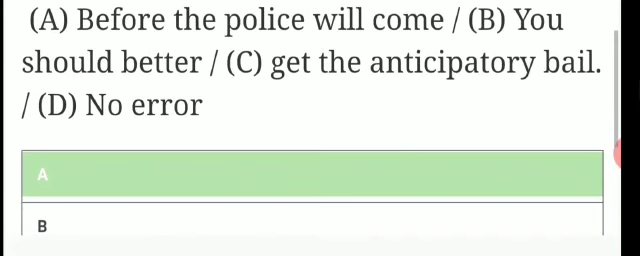 (A) Before the police will come / (B) You
should better / (C) get the anticipatory bail.
/ (D) No error
A
B